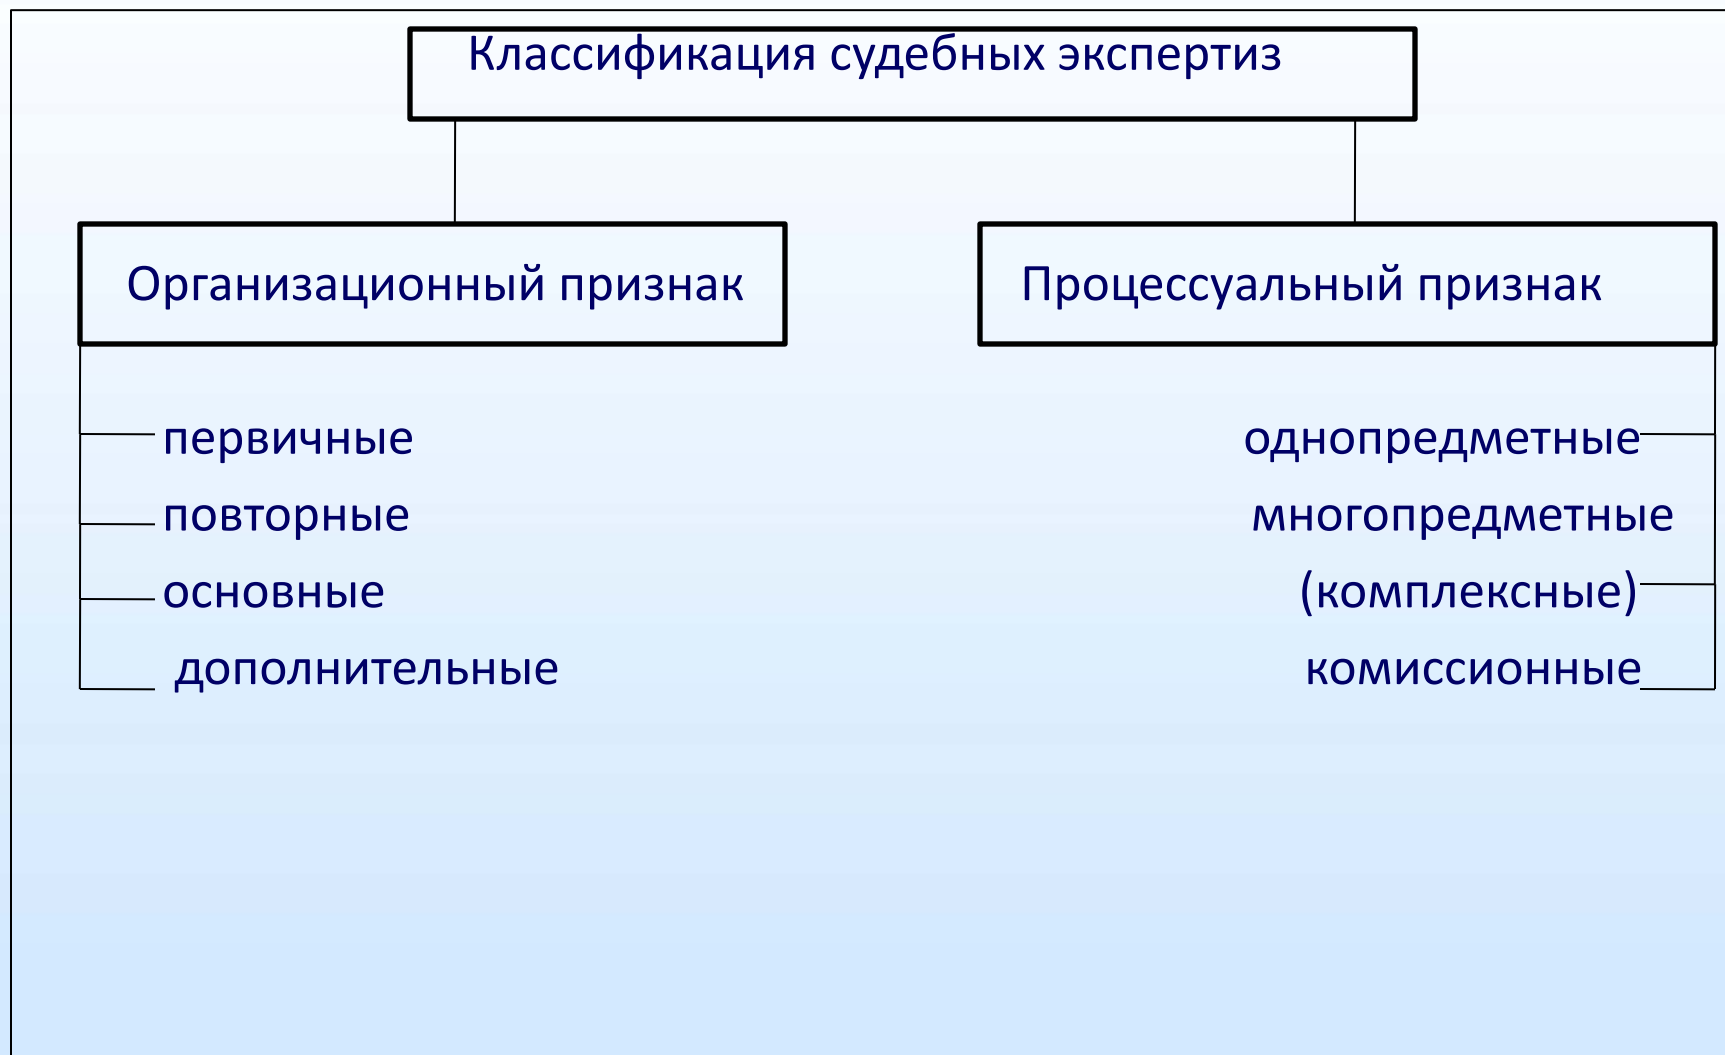 Классификация судебных экспертиз
Организационный признак
первичные
повторные
основные
дополнительные
Процессуальный признак
однопредметные
многопредметные
(комплексные)
комиссионные